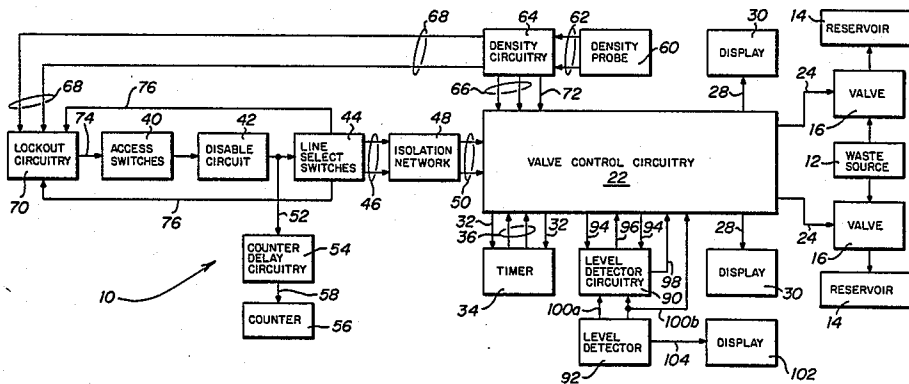 68
64
DENSITY CIRCUITRY
62
DENSITY PROBE
60
30
DISPLAY
14
RESERVOIR
68
68
76
66
72
28
24
VALVE
16
74
40
42
44
48
LOCKOUT CIRCUITRY
70
ACCESS SWITCHES
DISABLE CIRCUIT
LINE SELECT SWITCHES
ISOLATION NETWORK
VALVE CONTROL CIRCUITRY
22
12
WASTE SOURCE
76
46
50
52
32
36
32
94
96
94
28
24
VALVE
16
COUNTER DELAY CIRCUITRY
54
TIMER
34
LEVEL DETECTOR CIRCUITRY
90
98
DISPLAY
30
RESERVOIR
14
10
58
100a
100b
COUNTER
56
LEVEL DETECTOR
92
104
DISPLAY
102